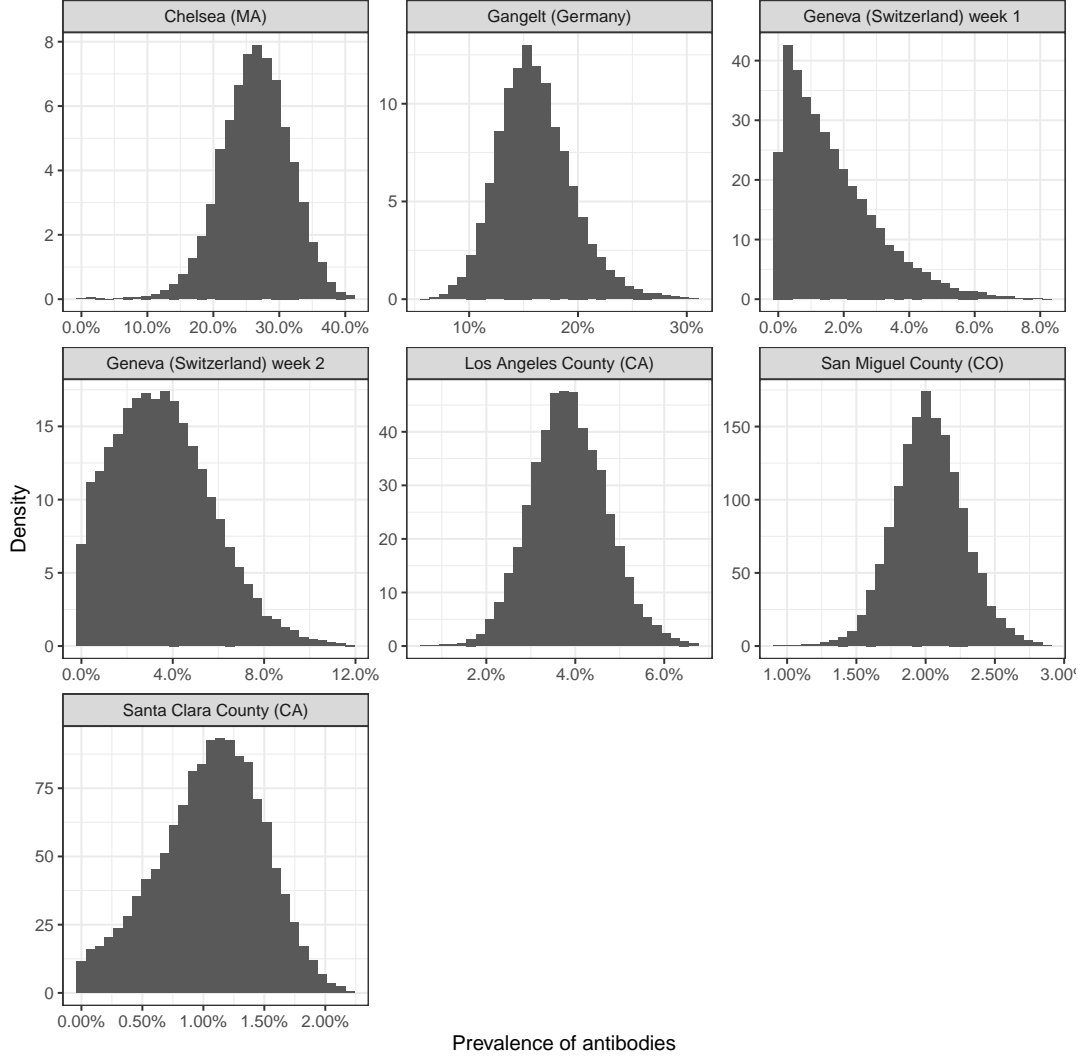 Chelsea (MA)
Gangelt (Germany)
Geneva (Switzerland) week 1
8
6
4
2
0
0.0% 10.0% 20.0% 30.0% 40.0%
10
5
0
10% 20% 30%
40
30
20
10
0
0.0% 2.0% 4.0% 6.0% 8.0%
Geneva (Switzerland) week 2
Los Angeles County (CA)
San Miguel County (CO)
15
10
5
0
0.0% 4.0% 8.0% 12.0%
40
30
20
10
0
2.0% 4.0% 6.0%
150
100
50
0
1.00% 1.50% 2.00% 2.50% 3.00%
Santa Clara County (CA)
75
50
25
0
0.00% 0.50% 1.00% 1.50% 2.00%
Density
Prevalence of antibodies